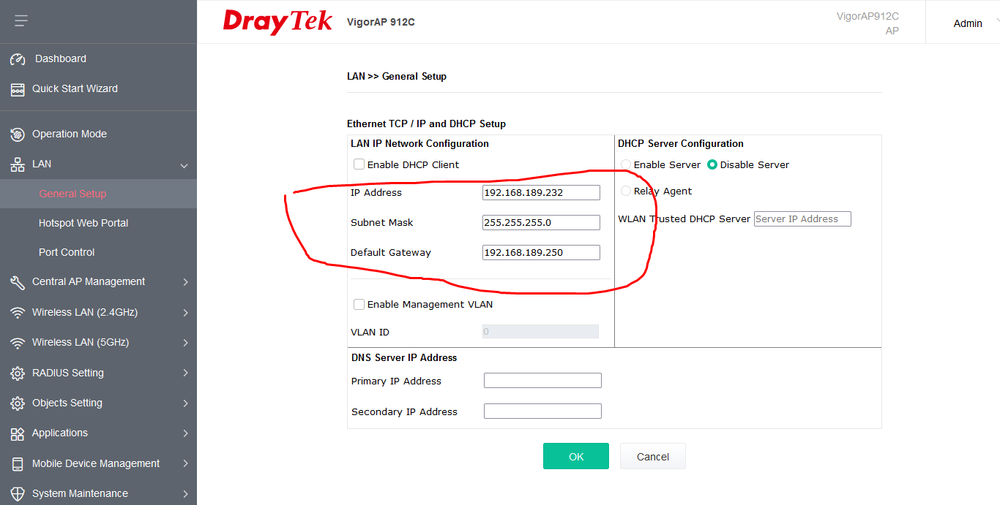 DrayTek VigorAP 912C
VigorAP912C
AP
Admin
Dashboard
Quick Start Wizard
Operation Mode
LAN
General Setup
Hotspot Web Portal
Port Control
Central AP Management
Wireless LAN (2.4GHz)
Wireless LAN (5GHz)
RADIUS Setting
Objects Setting
Applications
Mobile Device Management
System Maintenance
LAN >> General Setup
Ethernet TCP / IP and DHCP Setup
LAN IP Network Configuration
Enable DHCP Client
IP Address 192.168.189.232
Subnet Mask 255.255.255.0
Default Gateway 192.168.189.250
Enable Management VLAN
VLAN ID 0
DHCP Server Configuration
Enable Server Disable Server
Relay Agent
WLAN Trusted DHCP Server Server IP Address
DNS Server IP Address
Primary IP Address
Secondary IP Address
OK Cancel